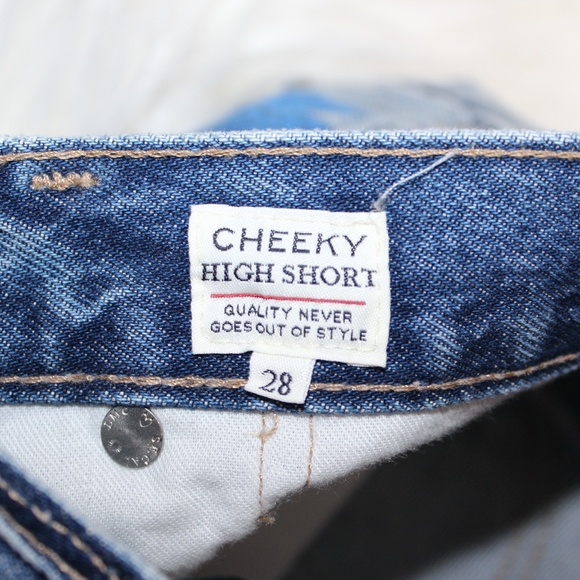 CHEEKY
HIGH SHORT
QUALITY NEVER
GOES OUT OF STYLE
28